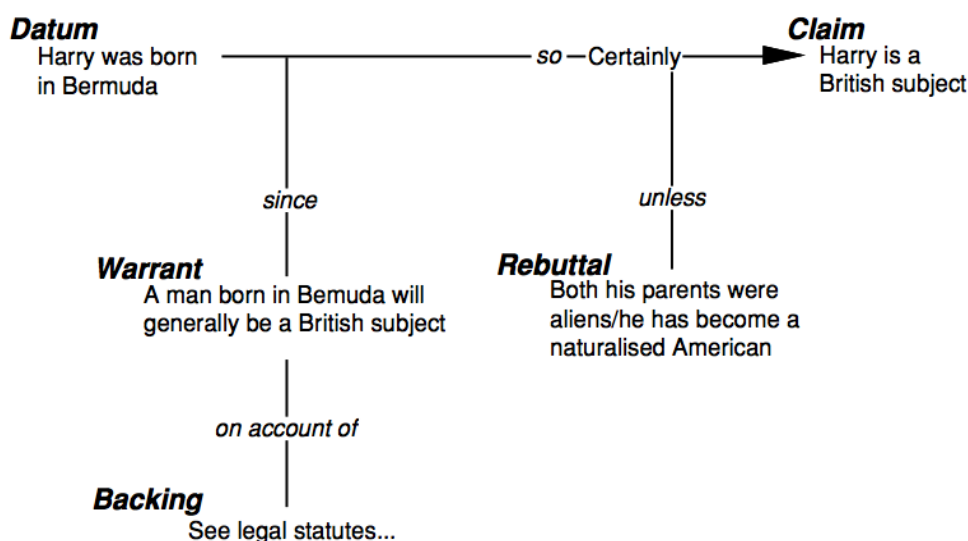 Datum
Harry was born
in Bermuda
so
Certainly
Claim
Harry is a
British subject
since
unless
Warrant
A man born in Bemuda will
generally be a British subject
Rebuttal
Both his parents were
aliens/he has become a
naturalised American
on account of
Backing
See legal statutes...